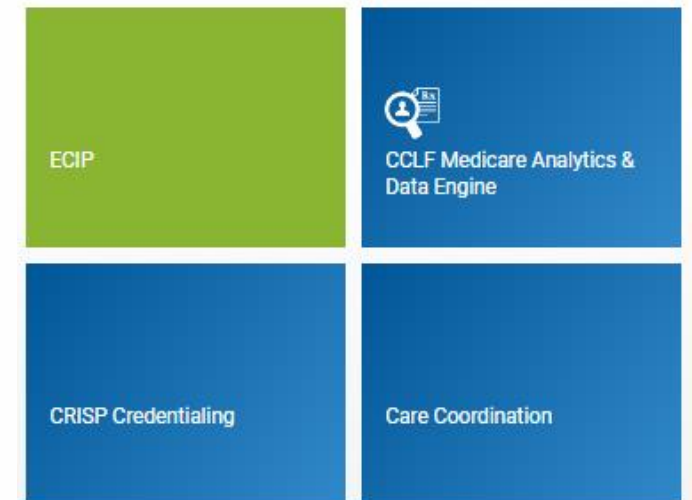 ECIP
CCLF Medicare Analytics &
Data Engine
CRISP Credentialing
Care Coordination